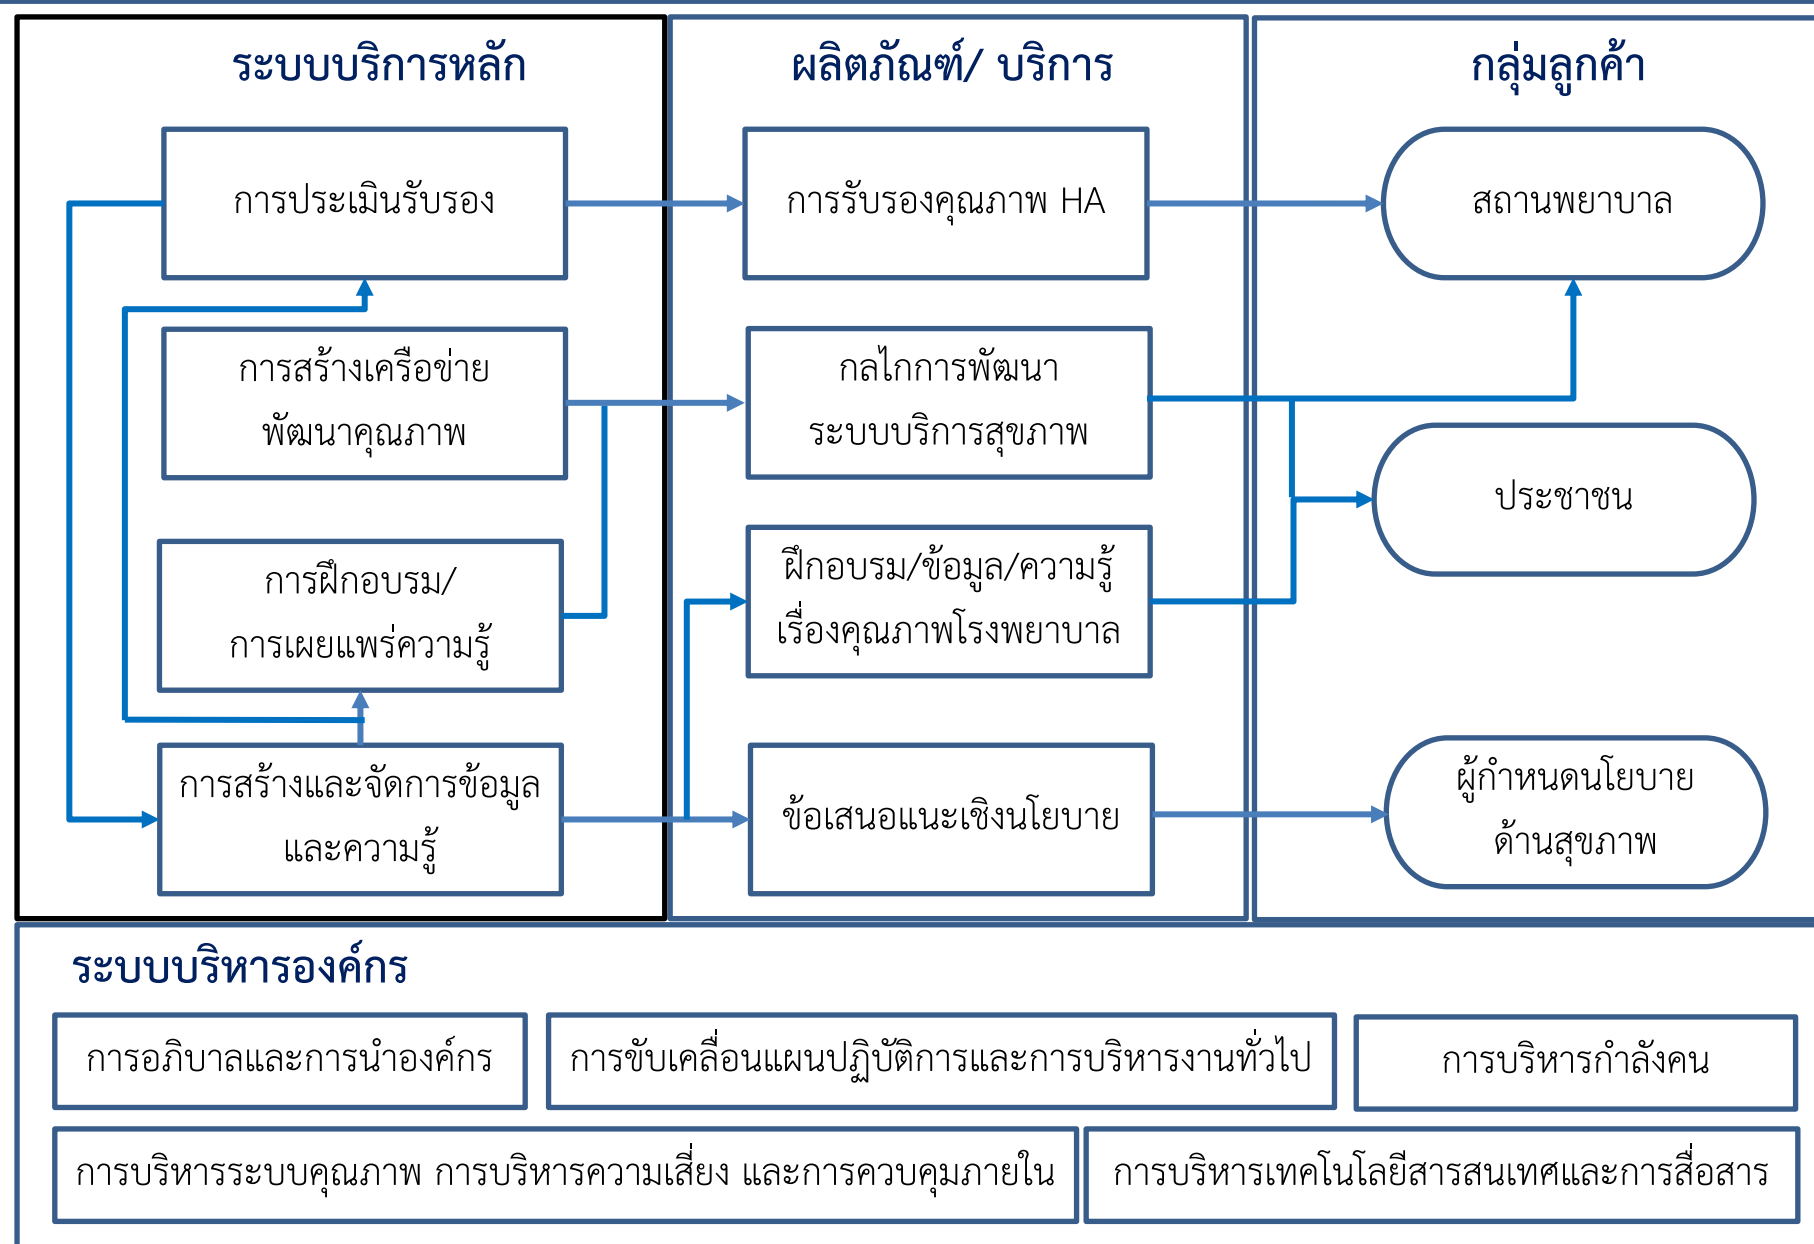 ระบบบริการหลัก
ผลิตภัณฑ์/ บริการ
กลุ่มลูกค้า
การประเมินรับรอง
การรับรองคุณภาพ HA
สถานพยาบาล
การสร้างเครือข่าย
พัฒนาคุณภาพ
กลไกการพัฒนา
ระบบบริการสุขภาพ
ประชาชน
การฝึกอบรม/
การเผยแพร่ความรู้
ฝึกอบรม/ข้อมูล/ความรู้
เรื่องคุณภาพโรงพยาบาล
การสร้างและจัดการข้อมูล
และความรู้
ข้อเสนอแนะเชิงนโยบาย
ผู้กำหนดนโยบาย
ด้านสุขภาพ
ระบบบริหารองค์กร
การอภิบาลและการนำองค์กร
การขับเคลื่อนแผนปฏิบัติการและการบริหารงานทั่วไป
การบริหารกำลังคน
การบริหารระบบคุณภาพ การบริหารความเสี่ยง และการควบคุมภายใน
การบริหารเทคโนโลยีสารสนเทศและการสื่อสาร